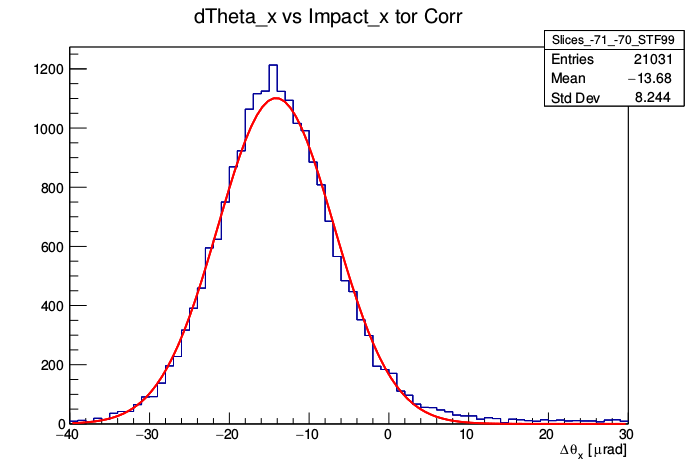 dTheta_x vs Impact_x tor Corr
Slices_-71_-70_STF99
Entries 21031
Mean −13.68
Std Dev 8.244
1200
1000
800
600
400
200
0
−40 −30 −20 −10 0 10 20 30
Δθx [μrad]